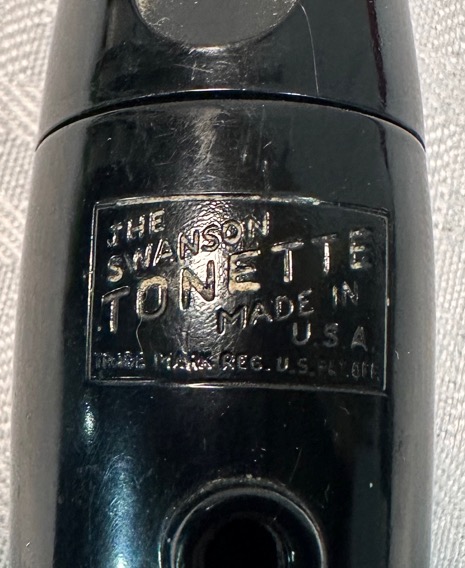 THE
SWANSON
TONETTE
MADE IN
U.S.A.
TRADE MARK REG. U.S. PAT. OFF.